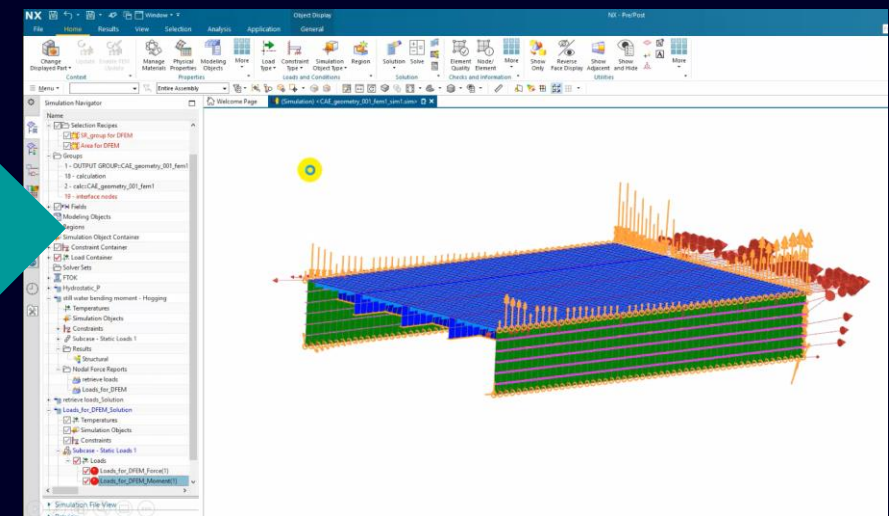 NX Window Object Display NX - Pre/Post
File Home Results View Selection Analysis Application General
Change Displayed Part Update Manage Materials Physical Properties Modeling Objects More Load Type Constraint Type Simulation Object Type Region Solution Solve Element Quality Node/Element More Show Only Reverse Face Display Show Adjacent Show and Hide More
Context Properties Loads and Conditions Solution Checks and Information Utilities
Menu Entire Assembly
Simulation Navigator Welcome Page (Simulation) CAE_geometry_001_fem1_sim1.sim
Name
Selection Recipes
SR_group for DFEM
Area for DFEM
Groups
1 - OUTPUT GROUP::CAE_geometry_001_fem1
18 - calculation
2 - calc::CAE_geometry_001_fem1
19 - interface nodes
Fields
Modeling Objects
Regions
Simulation Object Container
Constraint Container
Load Container
Solver Sets
FTOK
Hydrostatic_P
still water bending moment - Hogging
Temperatures
Simulation Objects
Constraints
Subcase - Static Loads 1
Results
Structural
Nodal Force Reports
retrieve loads
Loads_for_DFEM
retrieve loads_Solution
Loads_for_DFEM_Solution
Temperatures
Simulation Objects
Constraints
Subcase - Static Loads 1
Loads
Loads_for_DFEM_Force(1)
Loads_for_DFEM_Moment(1)
Simulation File View